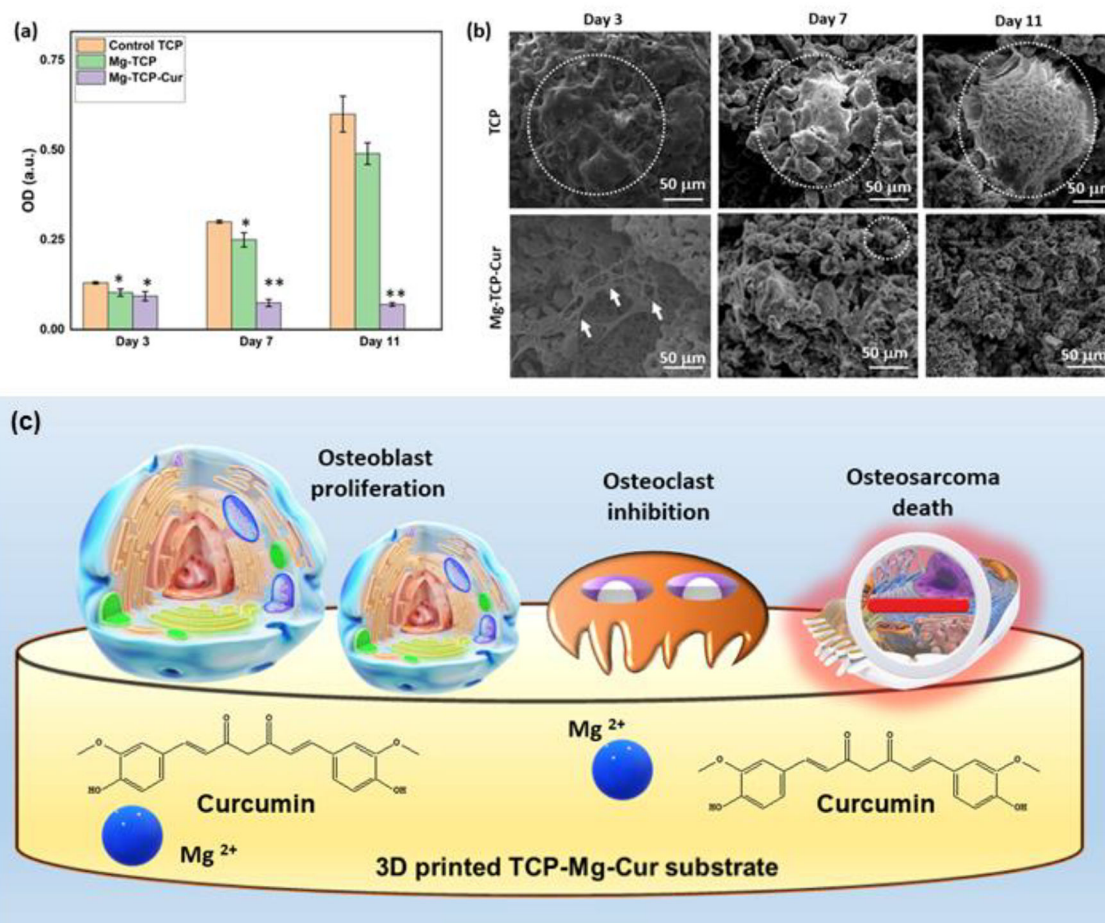 (a)
Control TCP
Mg-TCP
Mg-TCP-Cur
0.75
0.50
0.25
0.00
OD (a.u.)
*
*
*
**
**
Day 3
Day 7
Day 11
(b)
Day 3
Day 7
Day 11
TCP
50 μm
50 μm
50 μm
Mg-TCP-Cur
50 μm
50 μm
50 μm
(c)
Osteoblast
proliferation
Osteoclast
inhibition
Osteosarcoma
death
O
O
O
O
HO
OH
Curcumin
Mg 2+
Mg 2+
O
O
O
O
HO
OH
Curcumin
3D printed TCP-Mg-Cur substrate